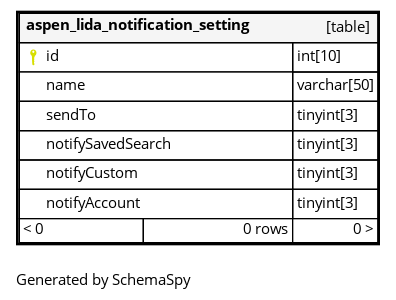 aspen_lida_notification_setting [table]
id int[10]
name varchar[50]
sendTo tinyint[3]
notifySavedSearch tinyint[3]
notifyCustom tinyint[3]
notifyAccount tinyint[3]
< 0 0 rows 0 >
Generated by SchemaSpy